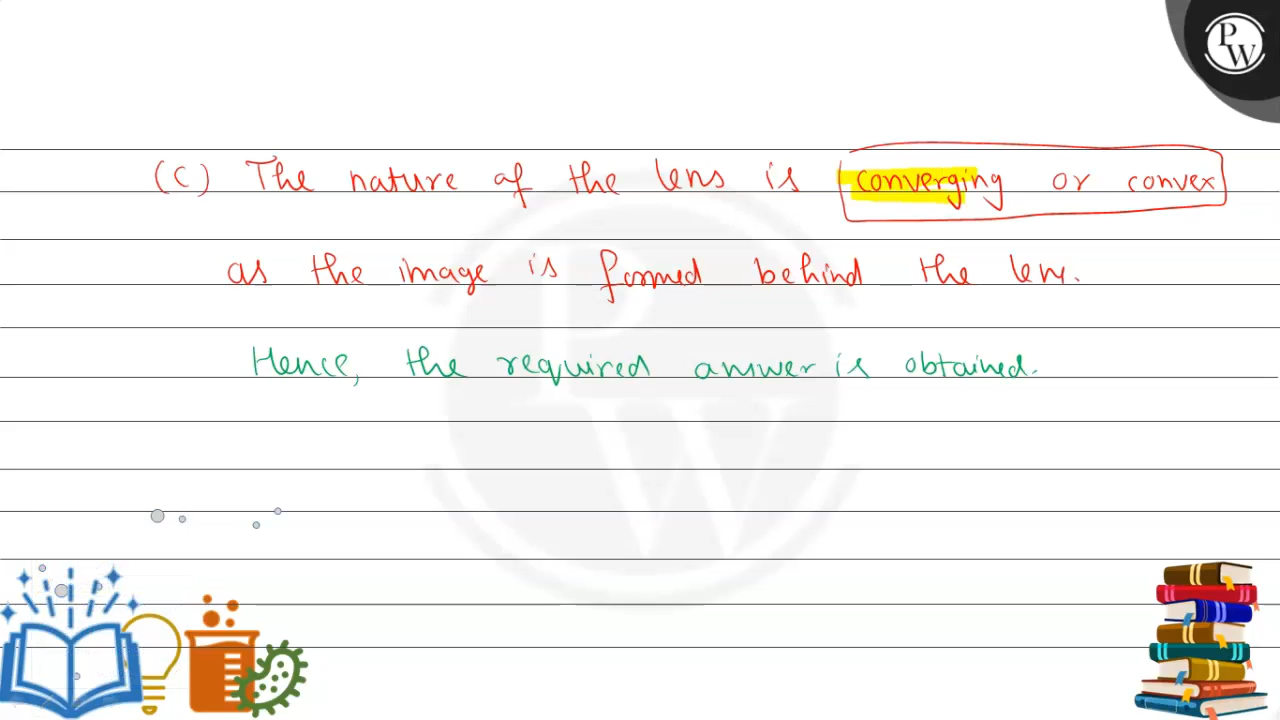 PW
(C) The nature of the lens is converging or convex
as the image is formed behind the lens.
Hence, the required answer is obtained.